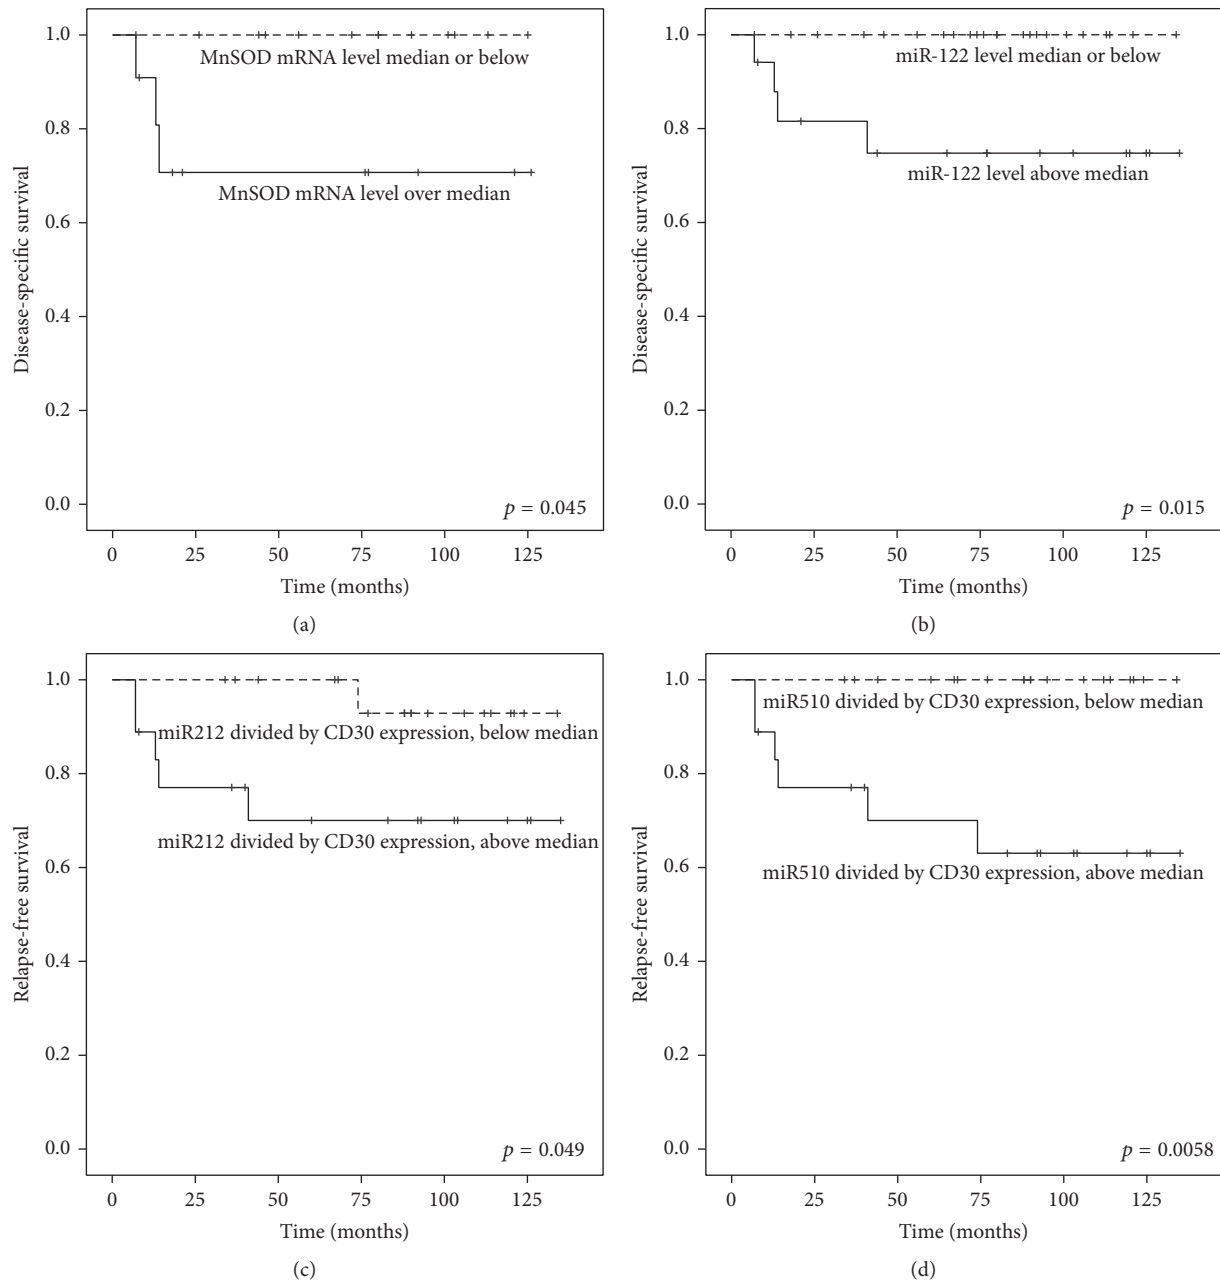 1.0
0.8
0.6
0.4
0.2
0.0
Disease-specific survival
MnSOD mRNA level median or below
MnSOD mRNA level over median
p = 0.045
0 25 50 75 100 125
Time (months)
(a)
1.0
0.8
0.6
0.4
0.2
0.0
Disease-specific survival
miR-122 level median or below
miR-122 level above median
p = 0.015
0 25 50 75 100 125
Time (months)
(b)
1.0
0.8
0.6
0.4
0.2
0.0
Relapse-free survival
miR212 divided by CD30 expression, below median
miR212 divided by CD30 expression, above median
p = 0.049
0 25 50 75 100 125
Time (months)
(c)
1.0
0.8
0.6
0.4
0.2
0.0
Relapse-free survival
miR510 divided by CD30 expression, below median
miR510 divided by CD30 expression, above median
p = 0.0058
0 25 50 75 100 125
Time (months)
(d)